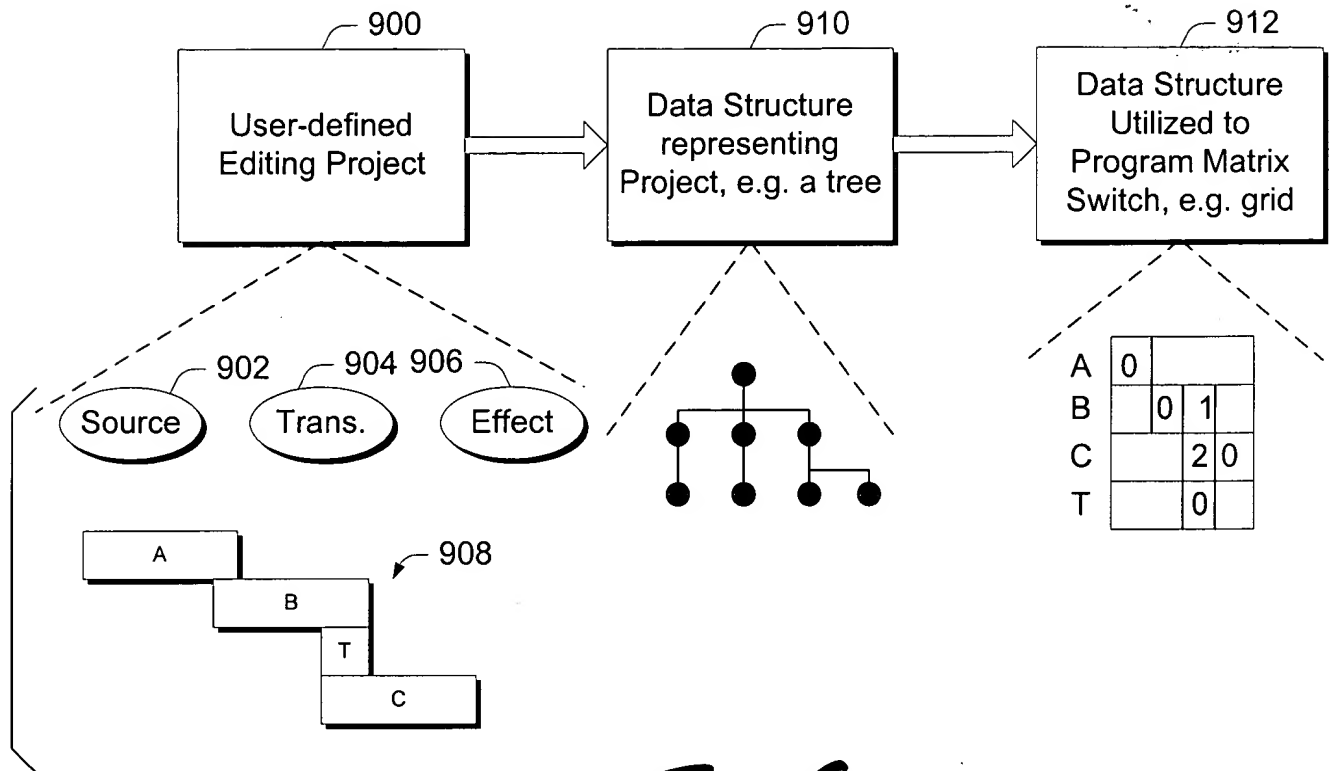 900
910
912
User-defined
Editing Project
Data Structure
representing
Project, e.g. a tree
Data Structure
Utilized to
Program Matrix
Switch, e.g. grid
902
904
906
Source
Trans.
Effect
A
B
T
C
908
A 0
B 0 1
C 2 0
T 0